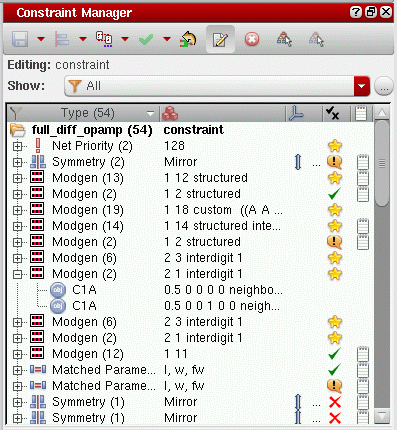 Constraint Manager
Editing: constraint
Show: All
Type (54)
full_diff_opamp (54) constraint
Net Priority (2) 128
Symmetry (2) Mirror ...
Modgen (13) 1 12 structured
Modgen (2) 1 2 structured
Modgen (19) 1 18 custom ((A A ...
Modgen (14) 1 14 structured inte...
Modgen (2) 1 2 structured
Modgen (6) 2 3 interdigit 1
Modgen (2) 2 1 interdigit 1
obj C1A 0.5 0 0 0 0 neighbo...
obj C1A 0.5 0 0 1 0 0 neigh...
Modgen (6) 2 3 interdigit 1
Modgen (2) 2 1 interdigit 1
Modgen (12) 1 11
Matched Parame... l, w, fw
Matched Parame... l, w, fw
Symmetry (1) Mirror ...
Symmetry (1) Mirror ...